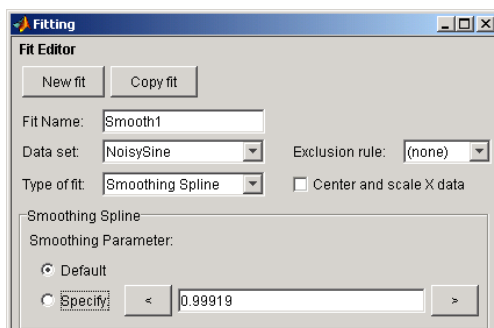 Fitting
Fit Editor
New fit Copy fit
Fit Name: Smooth1
Data set: NoisySine Exclusion rule: (none)
Type of fit: Smoothing Spline Center and scale X data
Smoothing Spline
Smoothing Parameter:
Default
Specify: < 0.99919 >